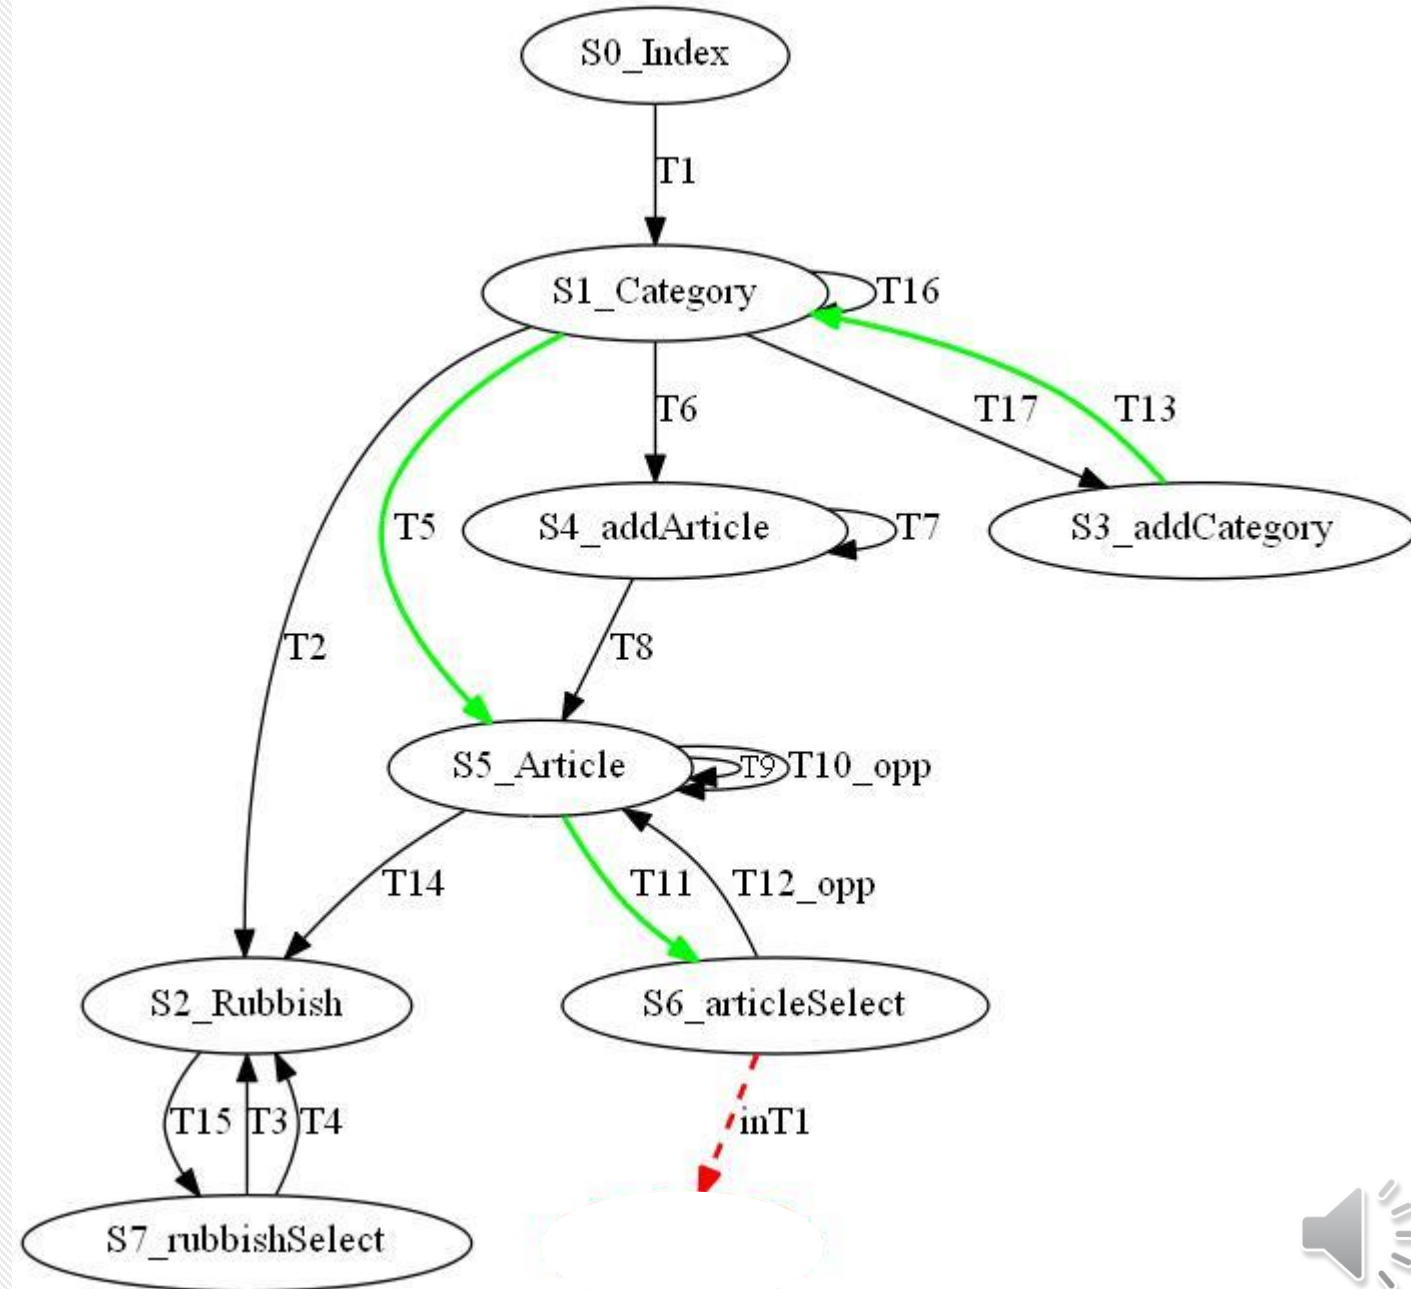 S0_Index
T1
S1_Category
T16
T6
T17
T13
T5
S4_addArticle
T7
S3_addCategory
T2
T8
S5_Article
T9
T10_opp
T14
T11
T12_opp
S2_Rubbish
S6_articleSelect
T15
T3
T4
inT1
S7_rubbishSelect